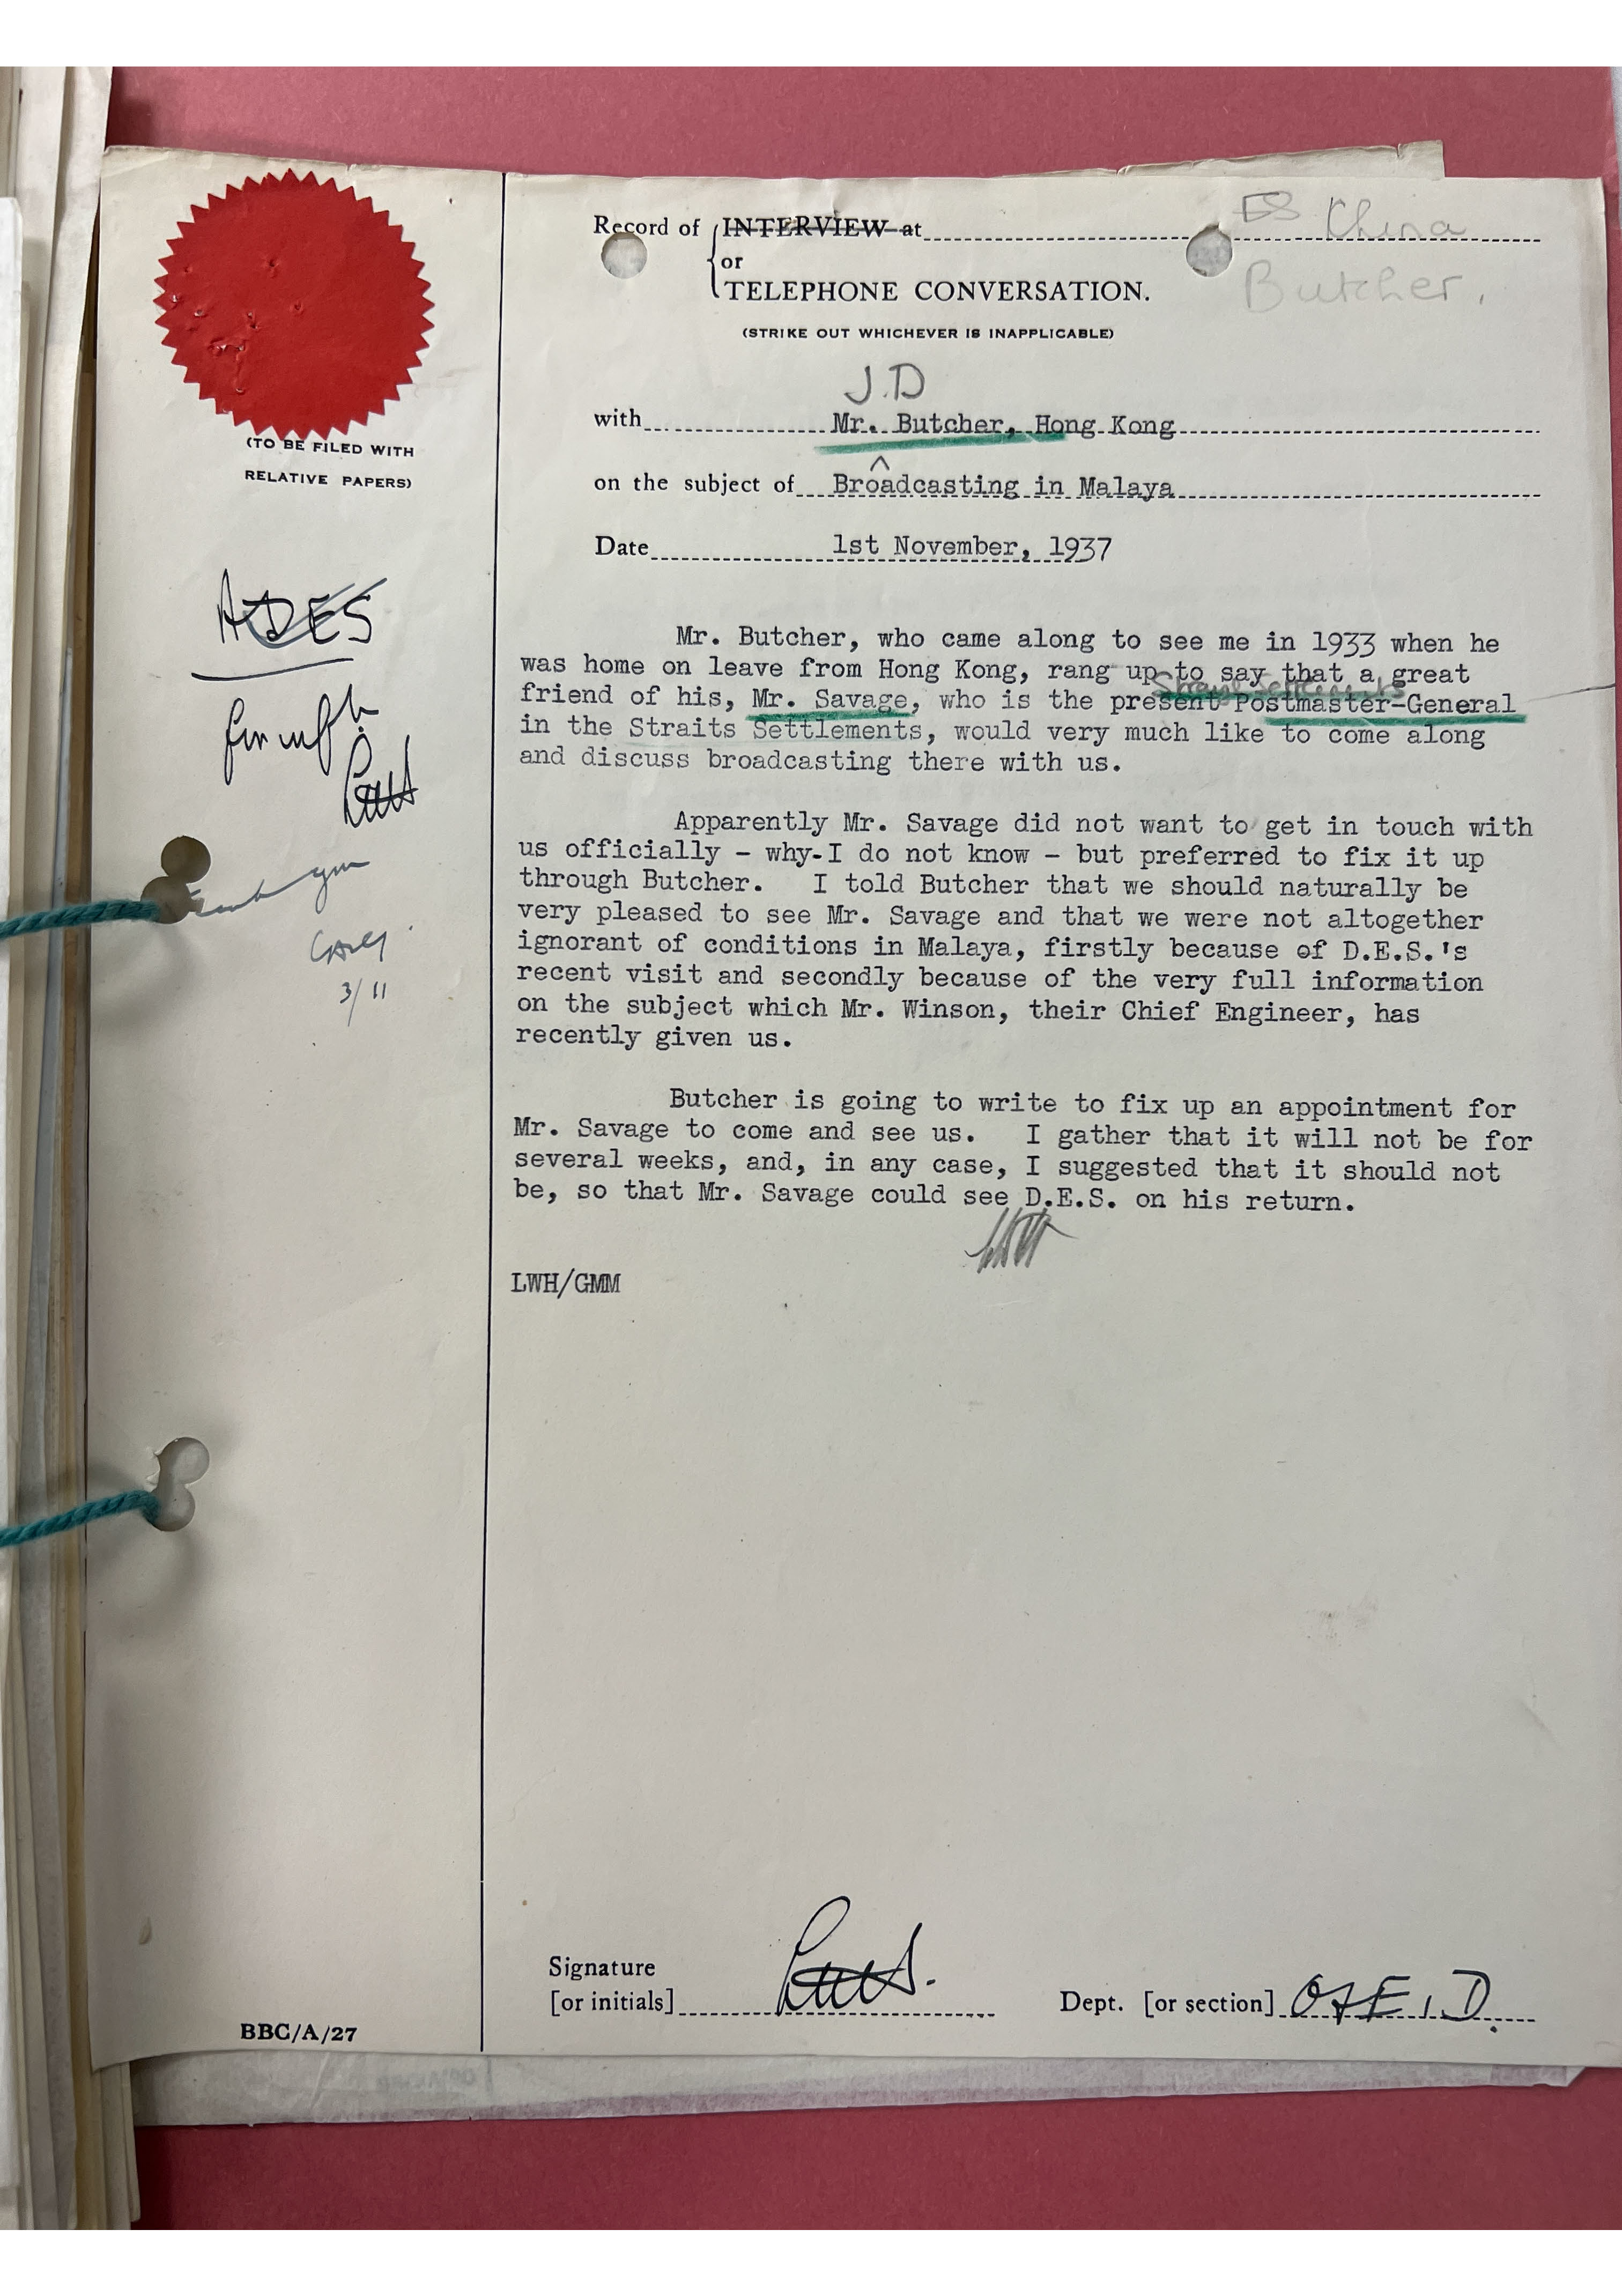 Record of INTERVIEW at
or
TELEPHONE CONVERSATION.
(STRIKE OUT WHICHEVER IS INAPPLICABLE)
ES China
Butcher.
J.D
with Mr. Butcher, Hong Kong
on the subject of Broadcasting in Malaya
Date 1st November, 1937
(TO BE FILED WITH
RELATIVE PAPERS)
ADES
3/11
Mr. Butcher, who came along to see me in 1933 when he
was home on leave from Hong Kong, rang up to say that a great
Straits Settlements
friend of his, Mr. Savage, who is the present Postmaster-General
in the Straits Settlements, would very much like to come along
and discuss broadcasting there with us.
Apparently Mr. Savage did not want to get in touch with
us officially - why I do not know - but preferred to fix it up
through Butcher. I told Butcher that we should naturally be
very pleased to see Mr. Savage and that we were not altogether
ignorant of conditions in Malaya, firstly because of D.E.S.'s
recent visit and secondly because of the very full information
on the subject which Mr. Winson, their Chief Engineer, has
recently given us.
Butcher is going to write to fix up an appointment for
Mr. Savage to come and see us. I gather that it will not be for
several weeks, and, in any case, I suggested that it should not
be, so that Mr. Savage could see D.E.S. on his return.
LWH/GMM
Signature
[or initials]
Dept. [or section]
BBC/A/27